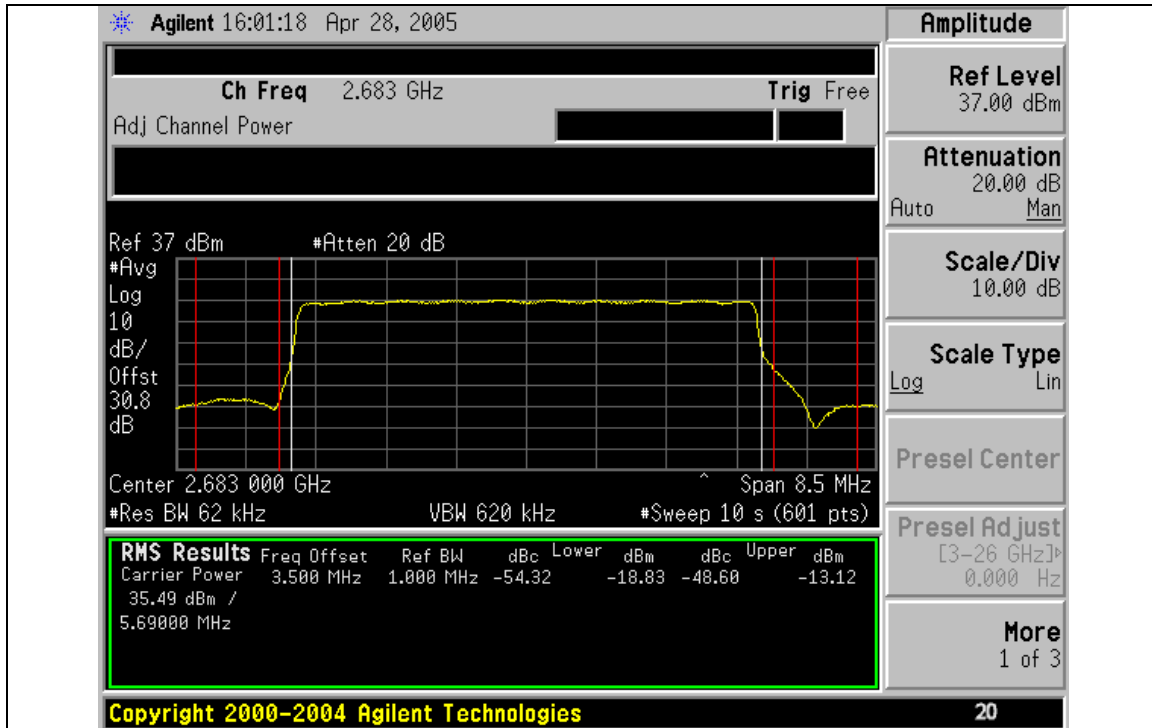 Agilent 16:01:18 Apr 28, 2005
Ch Freq 2.683 GHz Trig Free
Adj Channel Power
Ref 37 dBm #Atten 20 dB
#Avg
Log
10
dB/
Offst
30.8
dB
Center 2.683 000 GHz ^ Span 8.5 MHz
#Res BW 62 kHz VBW 620 kHz #Sweep 10 s (601 pts)
RMS Results Freq Offset Ref BW dBc Lower dBm dBc Upper dBm
Carrier Power 3.500 MHz 1.000 MHz -54.32 -18.83 -48.60 -13.12
35.49 dBm /
5.69000 MHz
Copyright 2000-2004 Agilent Technologies
Amplitude
Ref Level
37.00 dBm
Attenuation
20.00 dB
Auto Man
Scale/Div
10.00 dB
Scale Type
Log Lin
Presel Center
Presel Adjust
[3-26 GHz]▹
0.000 Hz
More
1 of 3
20